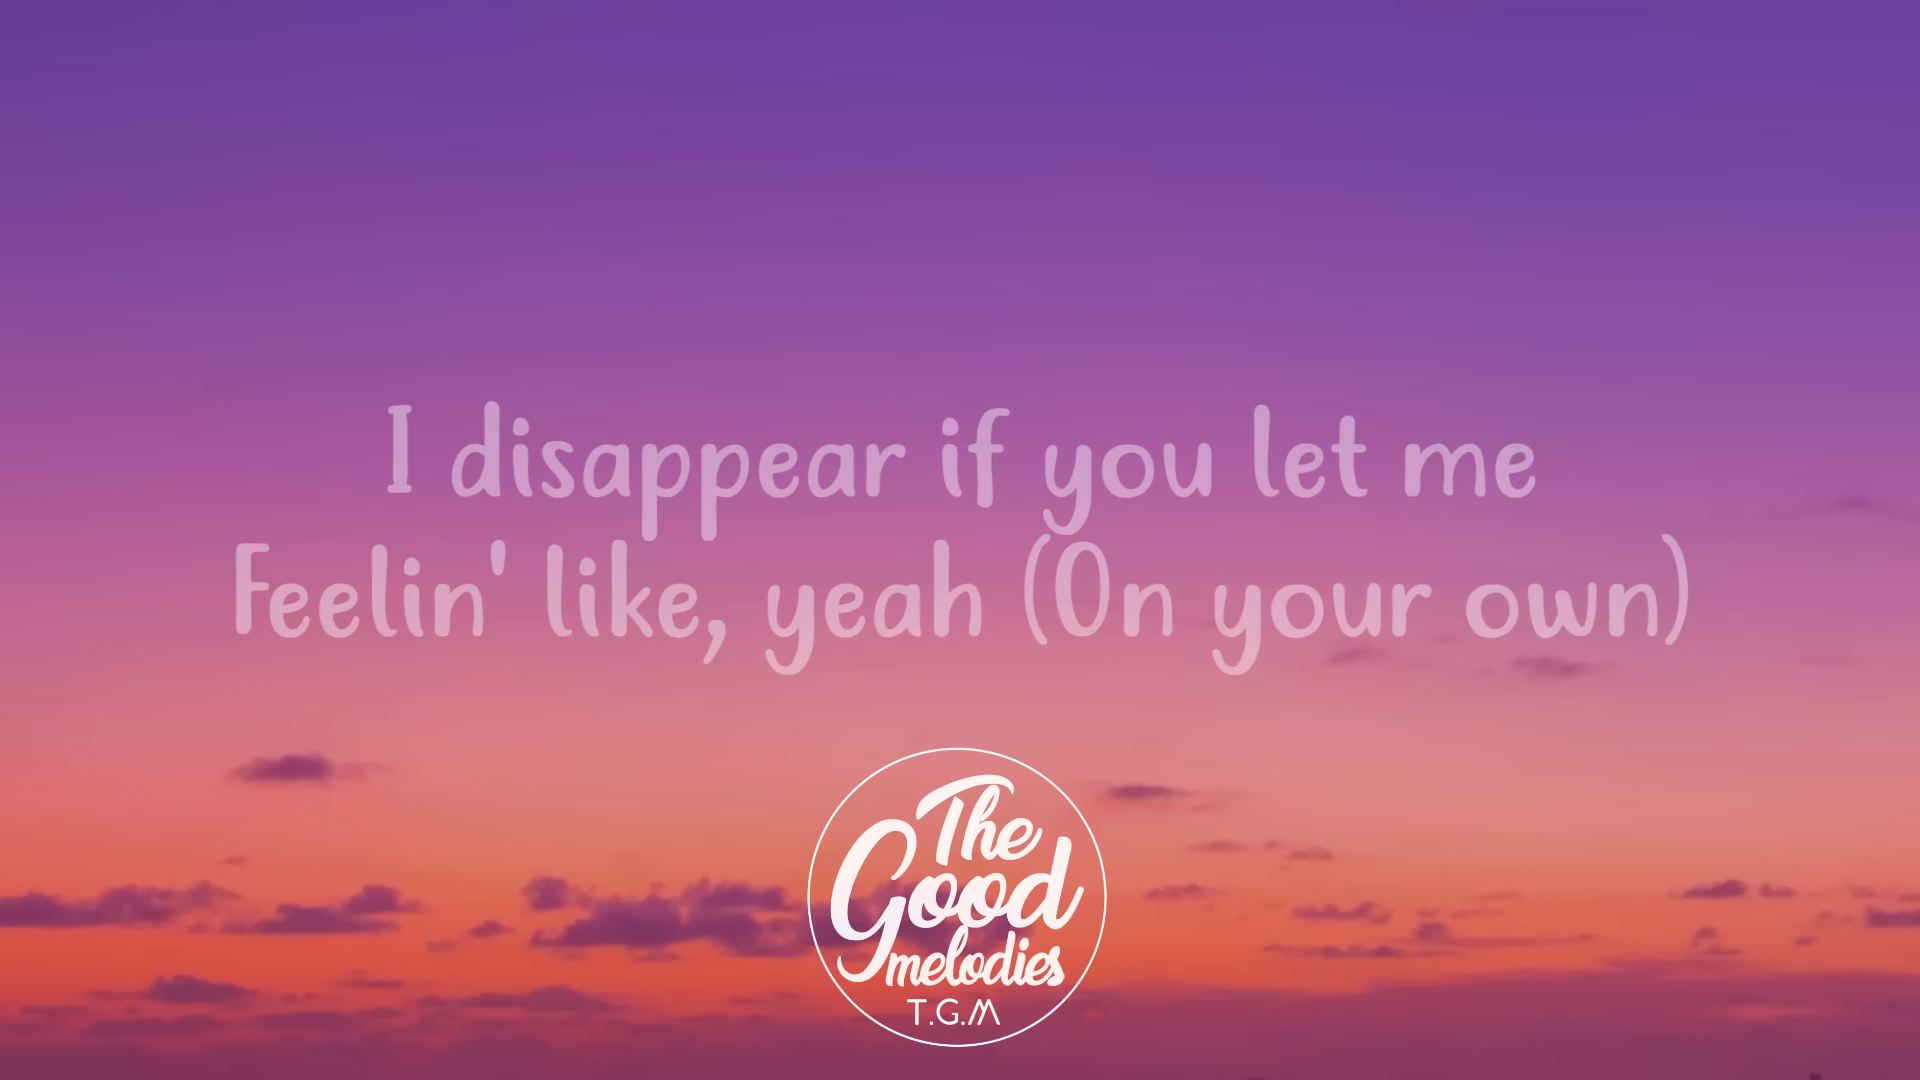 I disappear if you let me
Feelin' like, yeah (On your own)
The
Good
melodies
T.G.M